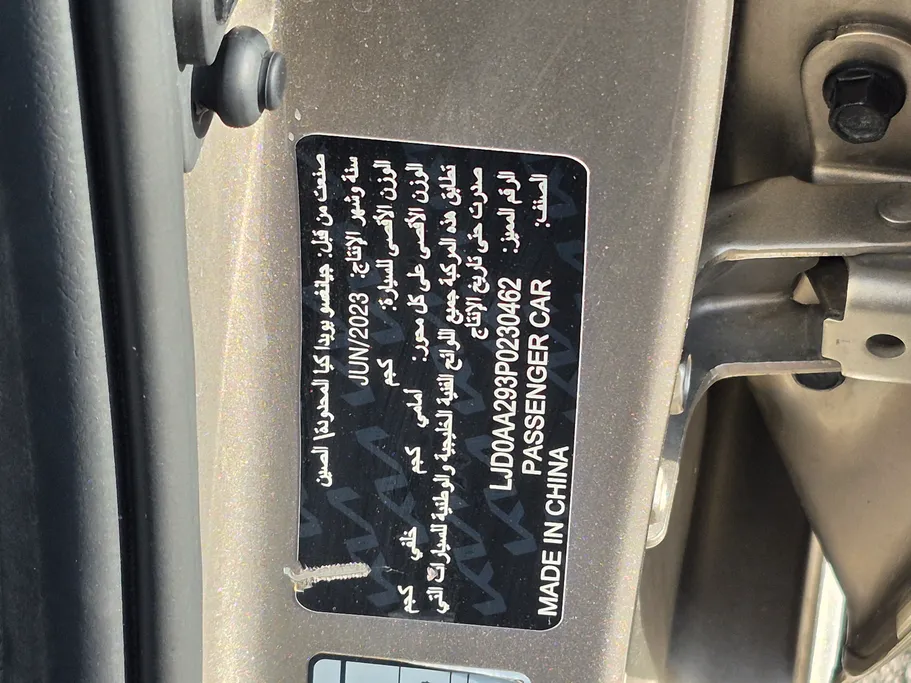 صنعت من قبل: جيانغسو يويدا كيا المحدودة\ الصين
سنة وشهر الإنتاج: JUN/2023
الوزن الأقصى للسيارة: كجم
الوزن الأقصى على كل محور: أمامي كجم خلفي كجم
تطابق هذه المركبة جميع اللوائح الفنية الخليجية والوطنية للسيارات التي
صدرت حتى تاريخ الإنتاج
الرقم المميز: LJD0AA293P0230462
الصنف: PASSENGER CAR
MADE IN CHINA